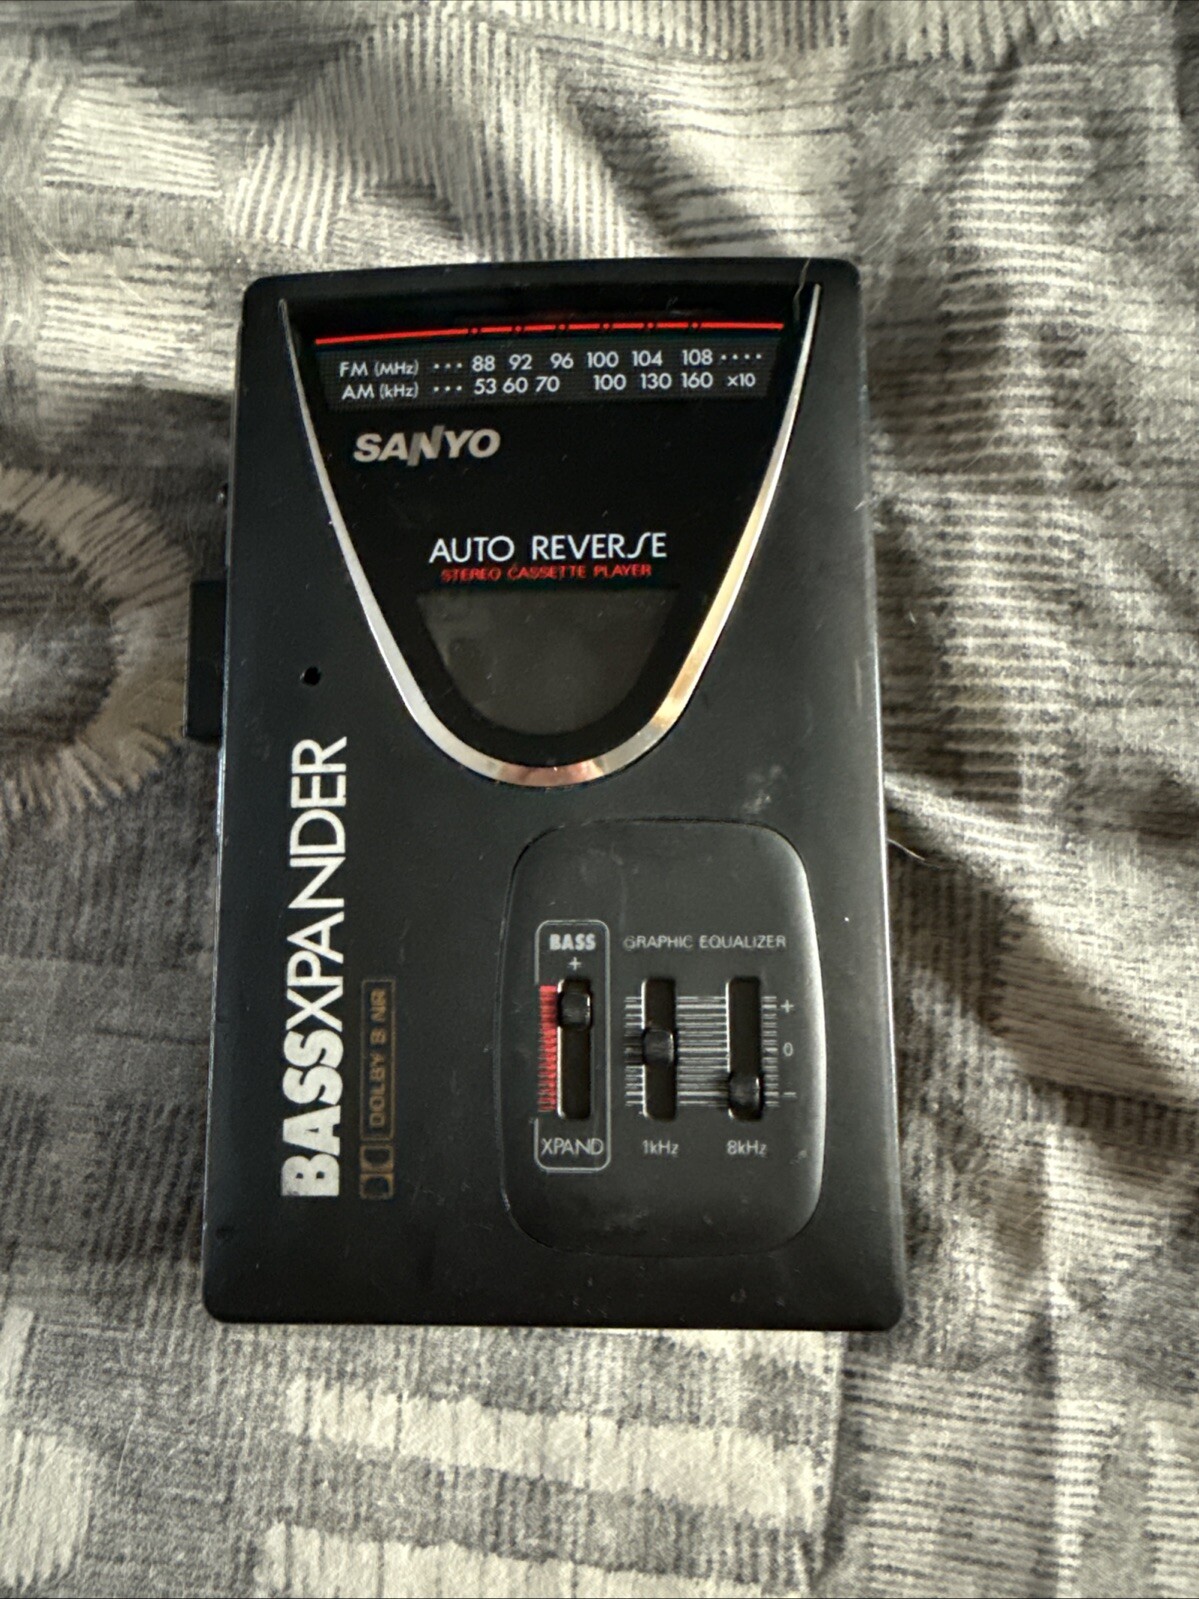 FM (MHz) ··· 88 92 96 100 104 108 ····
AM (kHz) ··· 53 60 70 100 130 160 ×10
SANYO
AUTO REVERSE
STEREO CASSETTE PLAYER
BASSXPANDER
DOLBY B NR
BASS
GRAPHIC EQUALIZER
+
+
0
−
XPAND
1kHz
8kHz